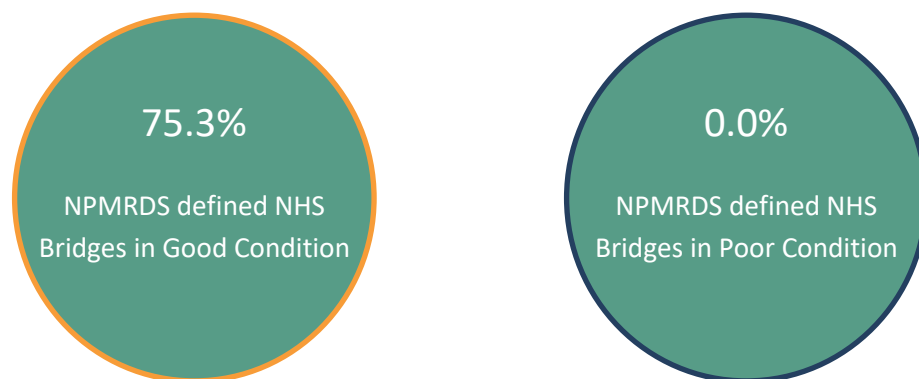 75.3%
NPMRDS defined NHS
Bridges in Good Condition
0.0%
NPMRDS defined NHS
Bridges in Poor Condition